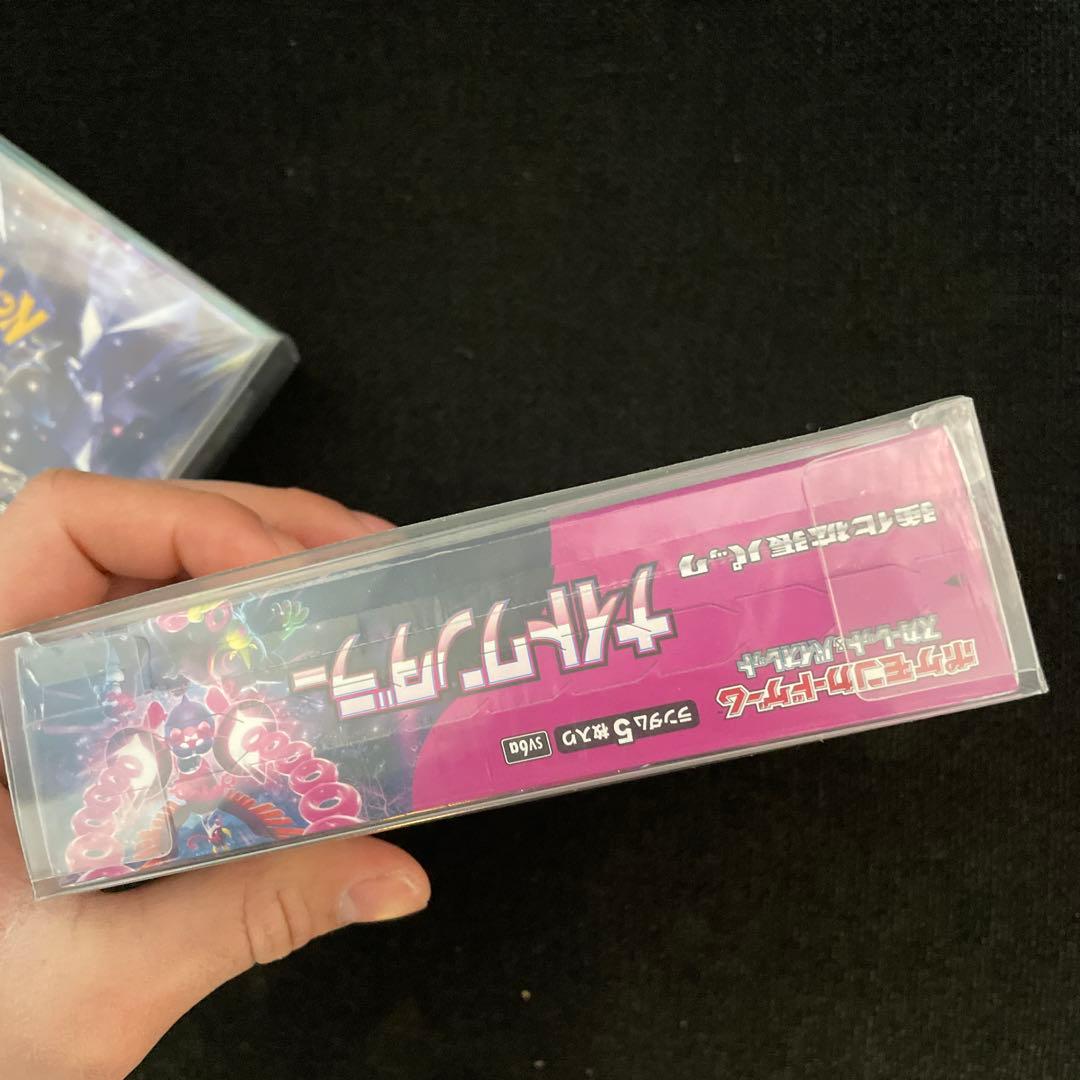 ポケモンカードゲーム
スカーレット&バイオレット
強化拡張パック
ナイトワンダラー
ランダム5枚入り
SV6a